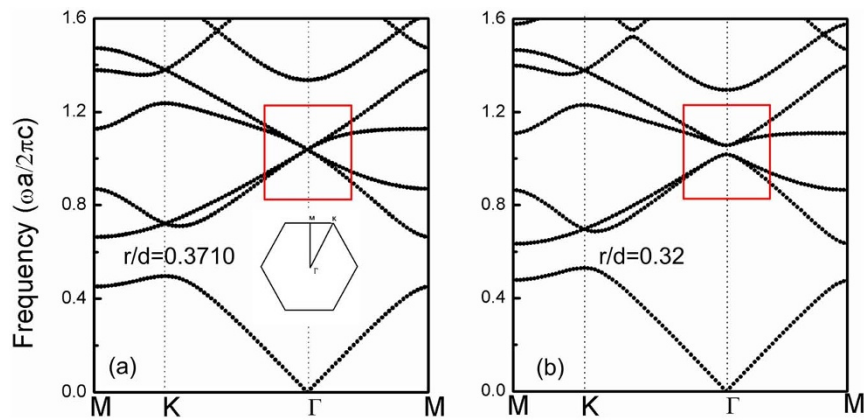 Frequency (ωa/2πc)
1.6
1.2
0.8
0.4
0.0
r/d=0.3710
M
K
Γ
(a)
M
K
Γ
M
1.6
1.2
0.8
0.4
0.0
r/d=0.32
(b)
M
K
Γ
M